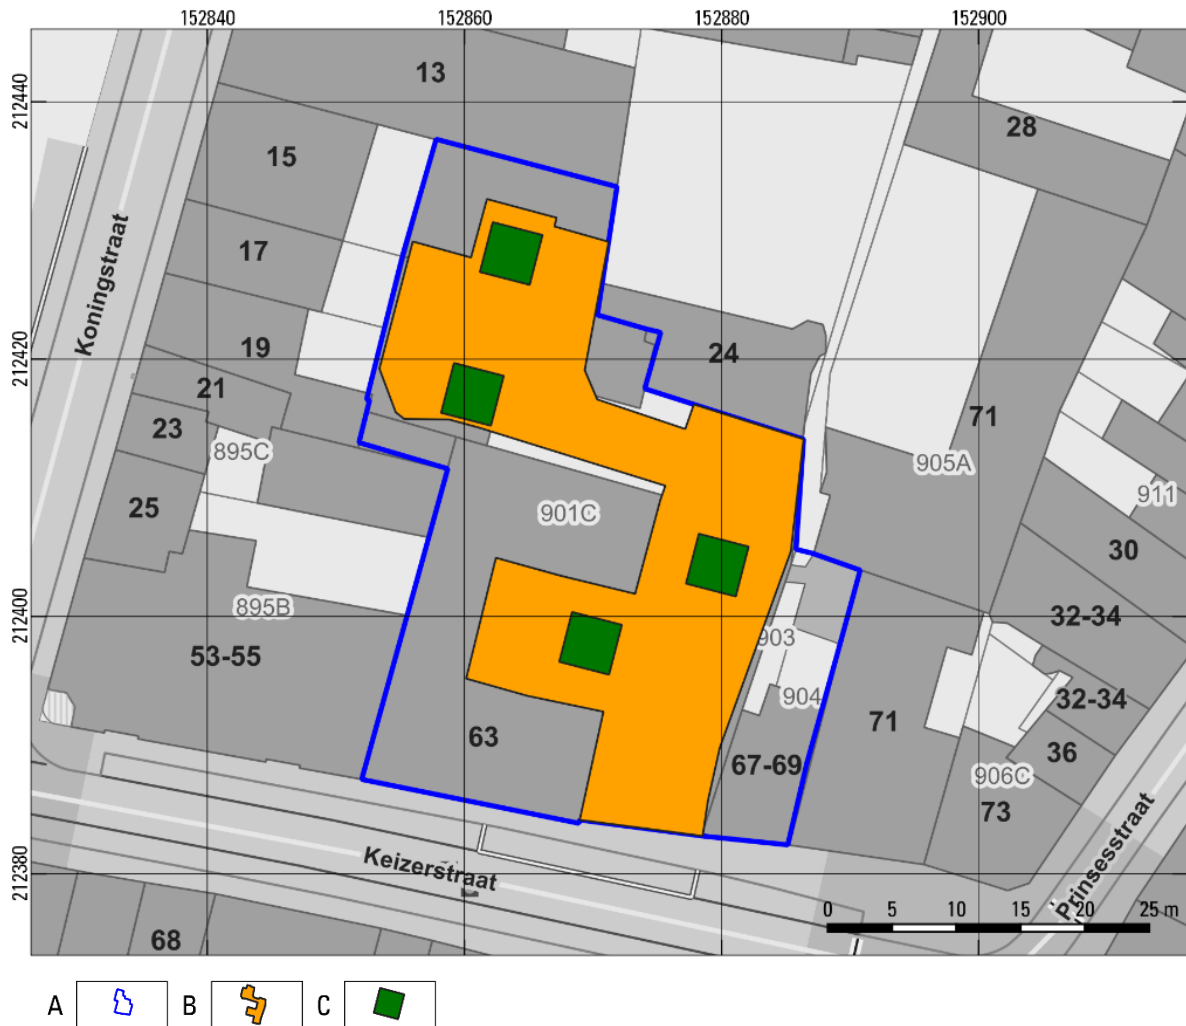 152840 152860 152880 152900
212440
212420
212400
212380
13
15
28
17
Koningstraat
19
24
21
71
23
895C
905A
25
901C
911
30
895B
32-34
53-55
903
904
32-34
63
71
36
67-69
906C
73
Keizerstraat
Prinsesstraat
68
0 5 10 15 20 25 m
A B C